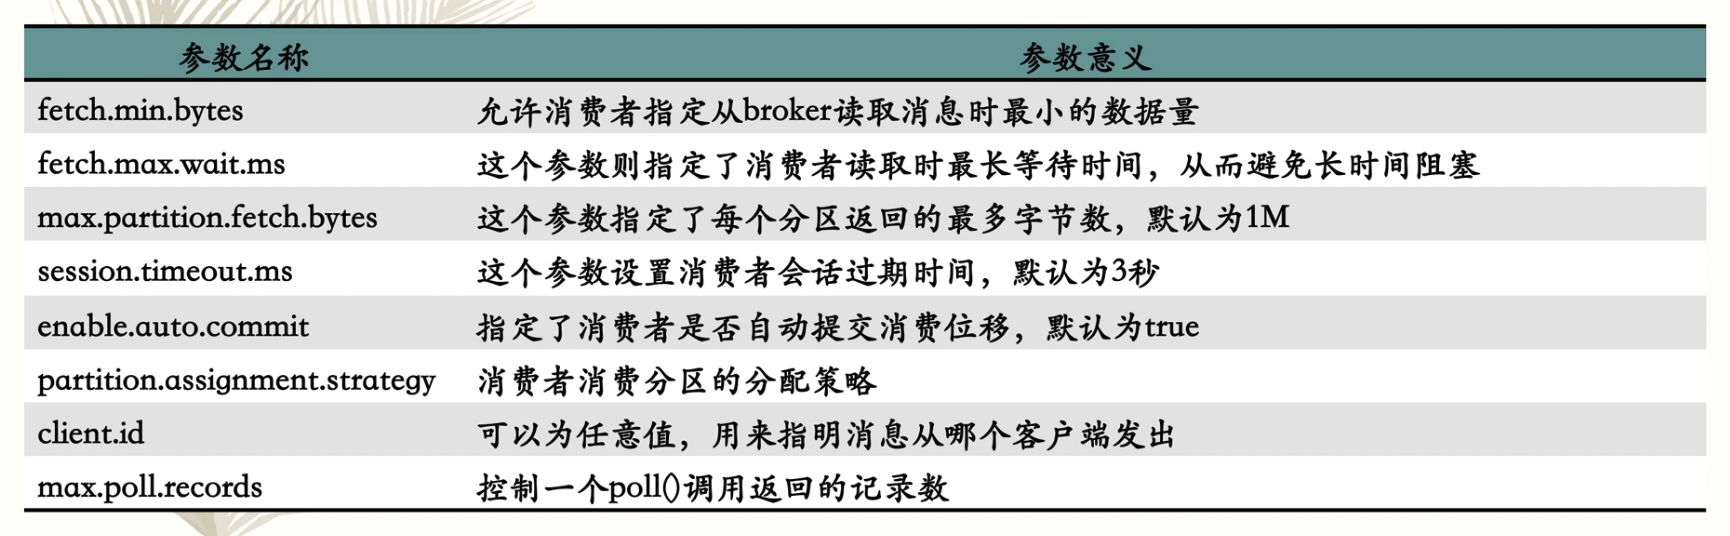 参数名称 参数意义
fetch.min.bytes 允许消费者指定从broker读取消息时最小的数据量
fetch.max.wait.ms 这个参数则指定了消费者读取时最长等待时间，从而避免长时间阻塞
max.partition.fetch.bytes 这个参数指定了每个分区返回的最多字节数，默认为1M
session.timeout.ms 这个参数设置消费者会话过期时间，默认为3秒
enable.auto.commit 指定了消费者是否自动提交消费位移，默认为true
partition.assignment.strategy 消费者消费分区的分配策略
client.id 可以为任意值，用来指明消息从哪个客户端发出
max.poll.records 控制一个poll()调用返回的记录数